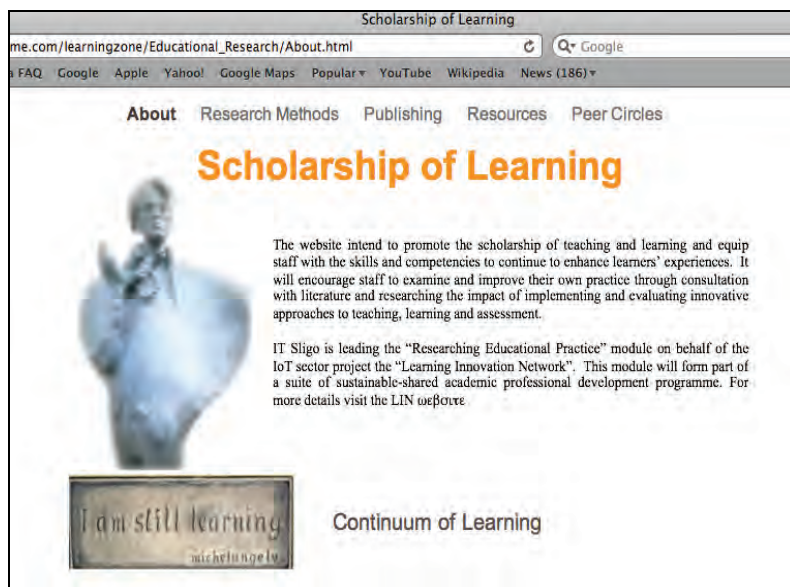 Scholarship of Learning
me.com/learningzone/Educational_Research/About.html
Google
FAQ Google Apple Yahoo! Google Maps Popular YouTube Wikipedia News (186)
About Research Methods Publishing Resources Peer Circles
Scholarship of Learning
The website intend to promote the scholarship of teaching and learning and equip
staff with the skills and competencies to continue to enhance learners' experiences. It
will encourage staff to examine and improve their own practice through consultation
with literature and researching the impact of implementing and evaluating innovative
approaches to teaching, learning and assessment.
IT Sligo is leading the “Researching Educational Practice” module on behalf of the
IoT sector project the “Learning Innovation Network”. This module will form part of
a suite of sustainable-shared academic professional development programme. For
more details visit the LIN ωεβσιτε
I am still learning
michelangelo
Continuum of Learning